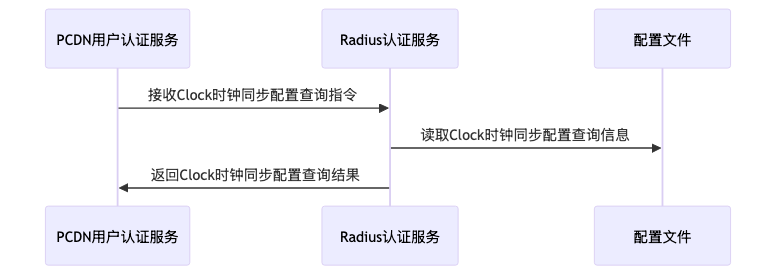 PCDN用户认证服务
Radius认证服务
配置文件
接收Clock时钟同步配置查询指令
读取Clock时钟同步配置查询信息
返回Clock时钟同步配置查询结果
PCDN用户认证服务
Radius认证服务
配置文件